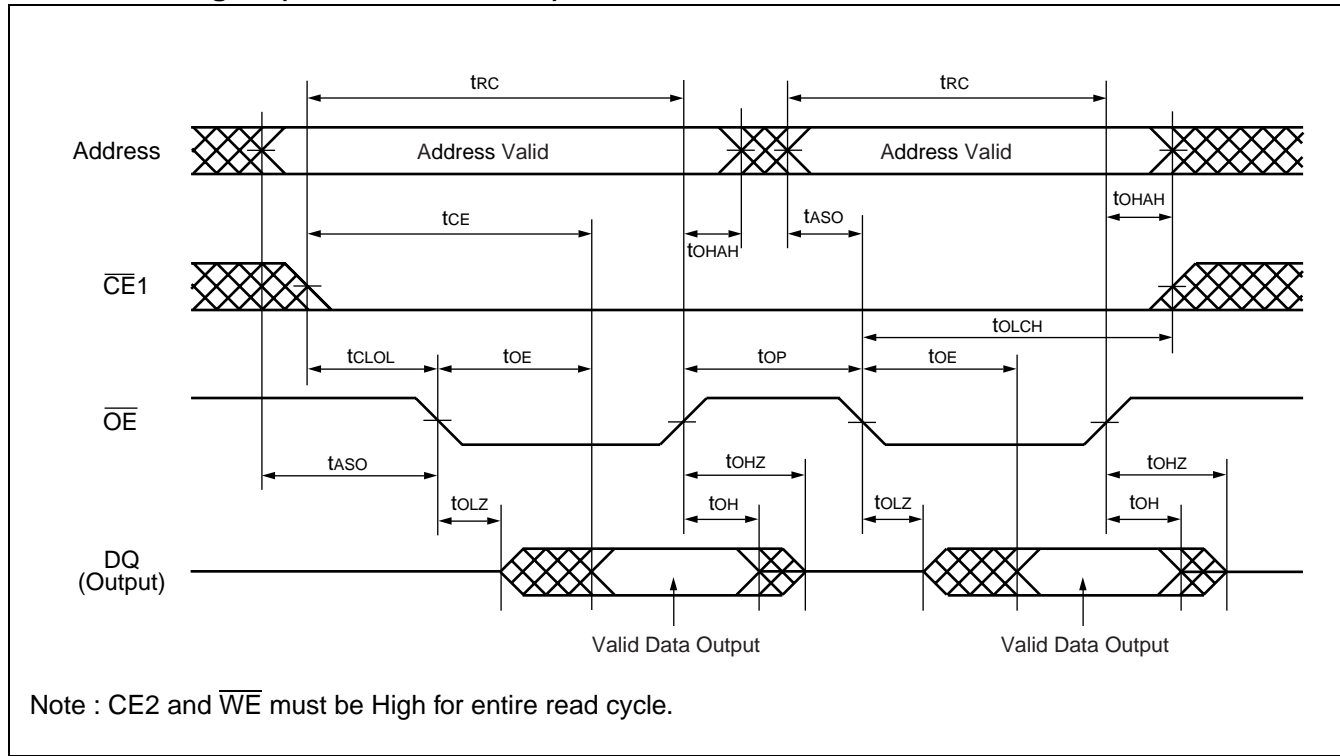 tRC
tRC
Address
Address Valid
Address Valid
tCE
tOHAH
tASO
tOHAH
CE1
tOLCH
tCLOL
tOE
tOP
tOE
OE
tASO
tOHZ
tOHZ
tOLZ
tOH
tOLZ
tOH
DQ
(Output)
Valid Data Output
Valid Data Output
Note : CE2 and WE must be High for entire read cycle.